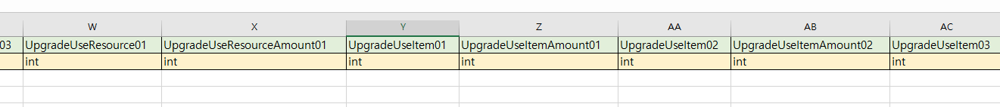 W X Y Z AA AB AC
03 UpgradeUseResource01 UpgradeUseResourceAmount01 UpgradeUseItem01 UpgradeUseItemAmount01 UpgradeUseItem02 UpgradeUseItemAmount02 UpgradeUseItem03
int int int int int int int